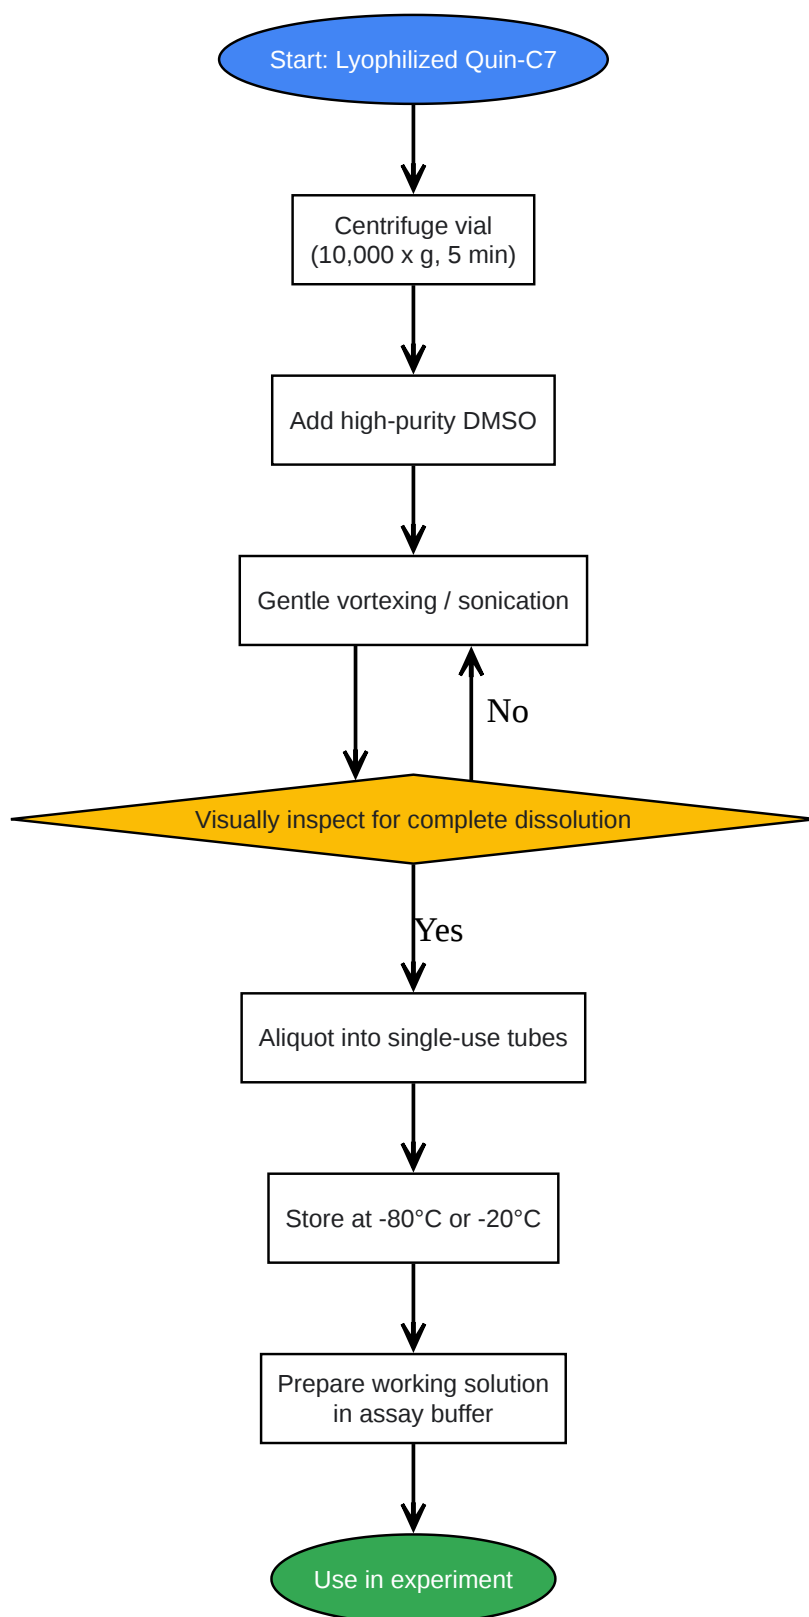 Start: Lyophilized Quin-C7
Centrifuge vial
(10,000 x g, 5 min)
Add high-purity DMSO
Gentle vortexing / sonication
No
Visually inspect for complete dissolution
Yes
Aliquot into single-use tubes
Store at -80°C or -20°C
Prepare working solution
in assay buffer
Use in experiment